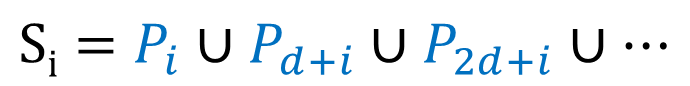 Sᵢ = Pᵢ ∪ P_{d+i} ∪ P_{2d+i} ∪ ⋯